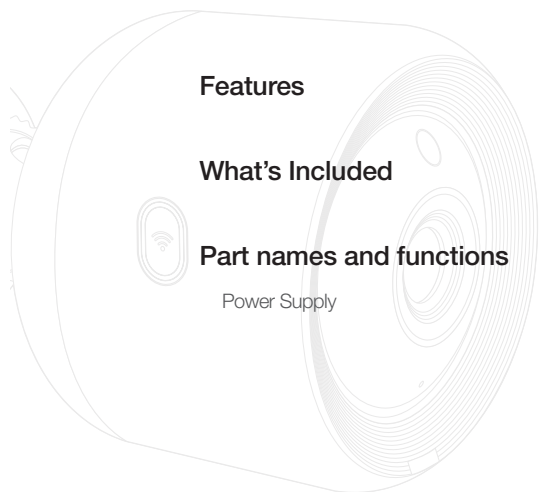 Features
What’s Included
Part names and functions
Power Supply